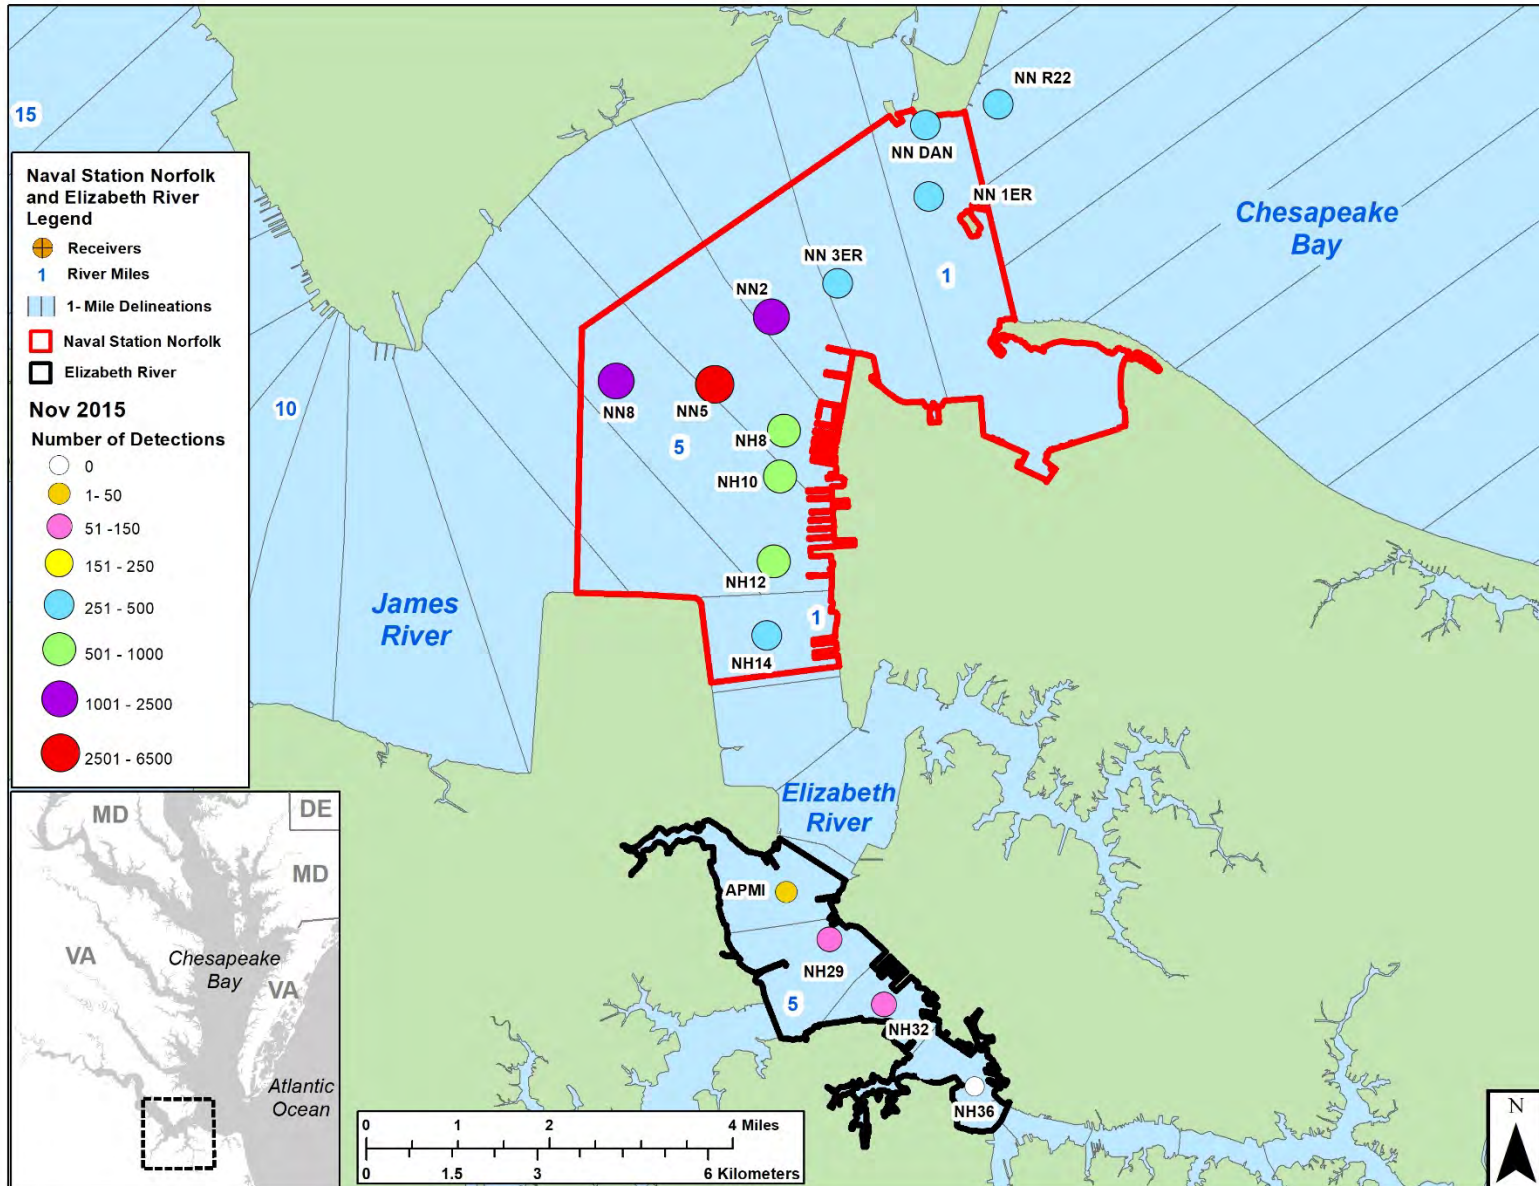 NN R22
15
NN DAN
Naval Station Norfolk
and Elizabeth River
Legend
Receivers
1 River Miles
1- Mile Delineations
Naval Station Norfolk
Elizabeth River
Nov 2015
Number of Detections
0
1- 50
51 -150
151 - 250
251 - 500
501 - 1000
1001 - 2500
2501 - 6500
NN 1ER
Chesapeake
Bay
NN 3ER
1
NN2
NN8
NN5
10
NH8
5
NH10
NH12
James
River
1
NH14
Elizabeth
River
APMI
NH29
5
NH32
NH36
MD
DE
MD
VA
Chesapeake
Bay
VA
Atlantic
Ocean
0 1 2 4 Miles
0 1.5 3 6 Kilometers
N